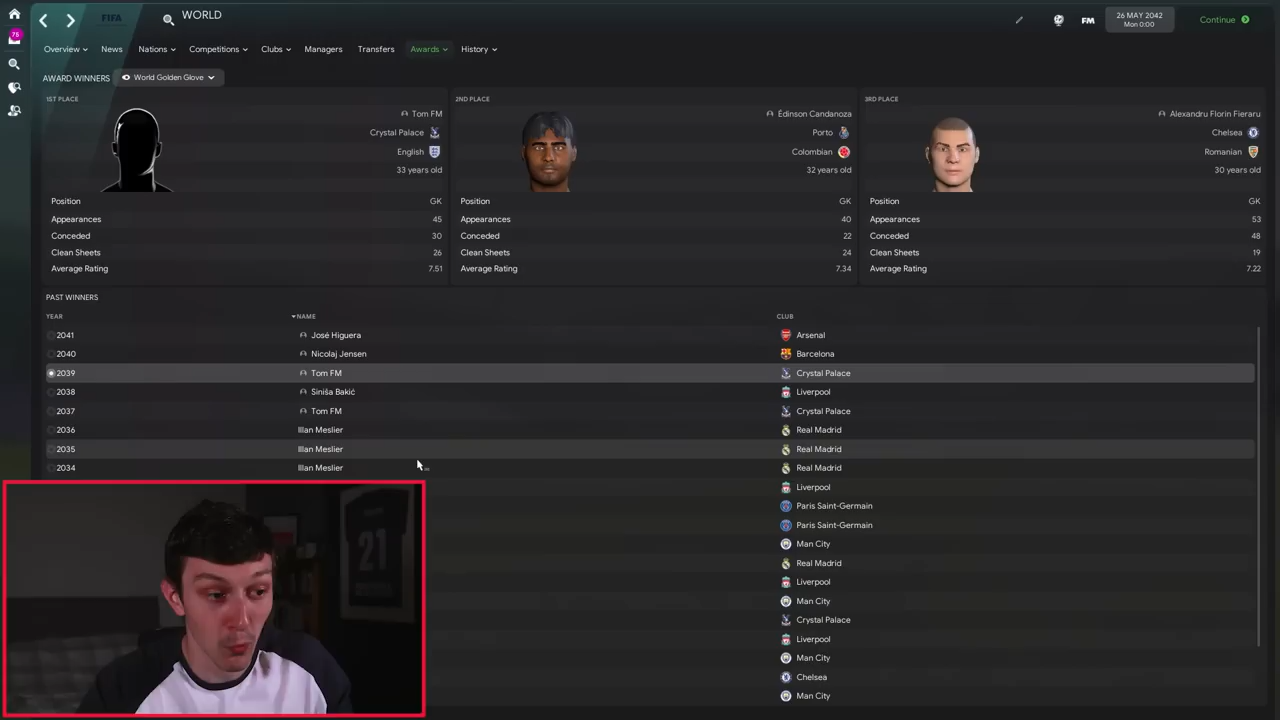 FIFA
WORLD
26 MAY 2042
Mon 0:00
FM
Continue
75
Overview
News
Nations
Competitions
Clubs
Managers
Transfers
Awards
History
AWARD WINNERS
World Golden Glove
1ST PLACE
Tom FM
Crystal Palace
English
33 years old
Position GK
Appearances 45
Conceded 30
Clean Sheets 26
Average Rating 7.51
2ND PLACE
Édinson Candanoza
Porto
Colombian
32 years old
Position GK
Appearances 40
Conceded 22
Clean Sheets 24
Average Rating 7.34
3RD PLACE
Alexandru Florin Fieraru
Chelsea
Romanian
30 years old
Position GK
Appearances 53
Conceded 48
Clean Sheets 19
Average Rating 7.22
PAST WINNERS
YEAR NAME CLUB
2041 José Higuera Arsenal
2040 Nicolaj Jensen Barcelona
2039 Tom FM Crystal Palace
2038 Siniša Bakić Liverpool
2037 Tom FM Crystal Palace
2036 Illan Meslier Real Madrid
2035 Illan Meslier Real Madrid
2034 Illan Meslier Real Madrid
Liverpool
Paris Saint-Germain
Paris Saint-Germain
Man City
Real Madrid
Liverpool
Man City
Crystal Palace
Liverpool
Man City
Chelsea
Man City
21